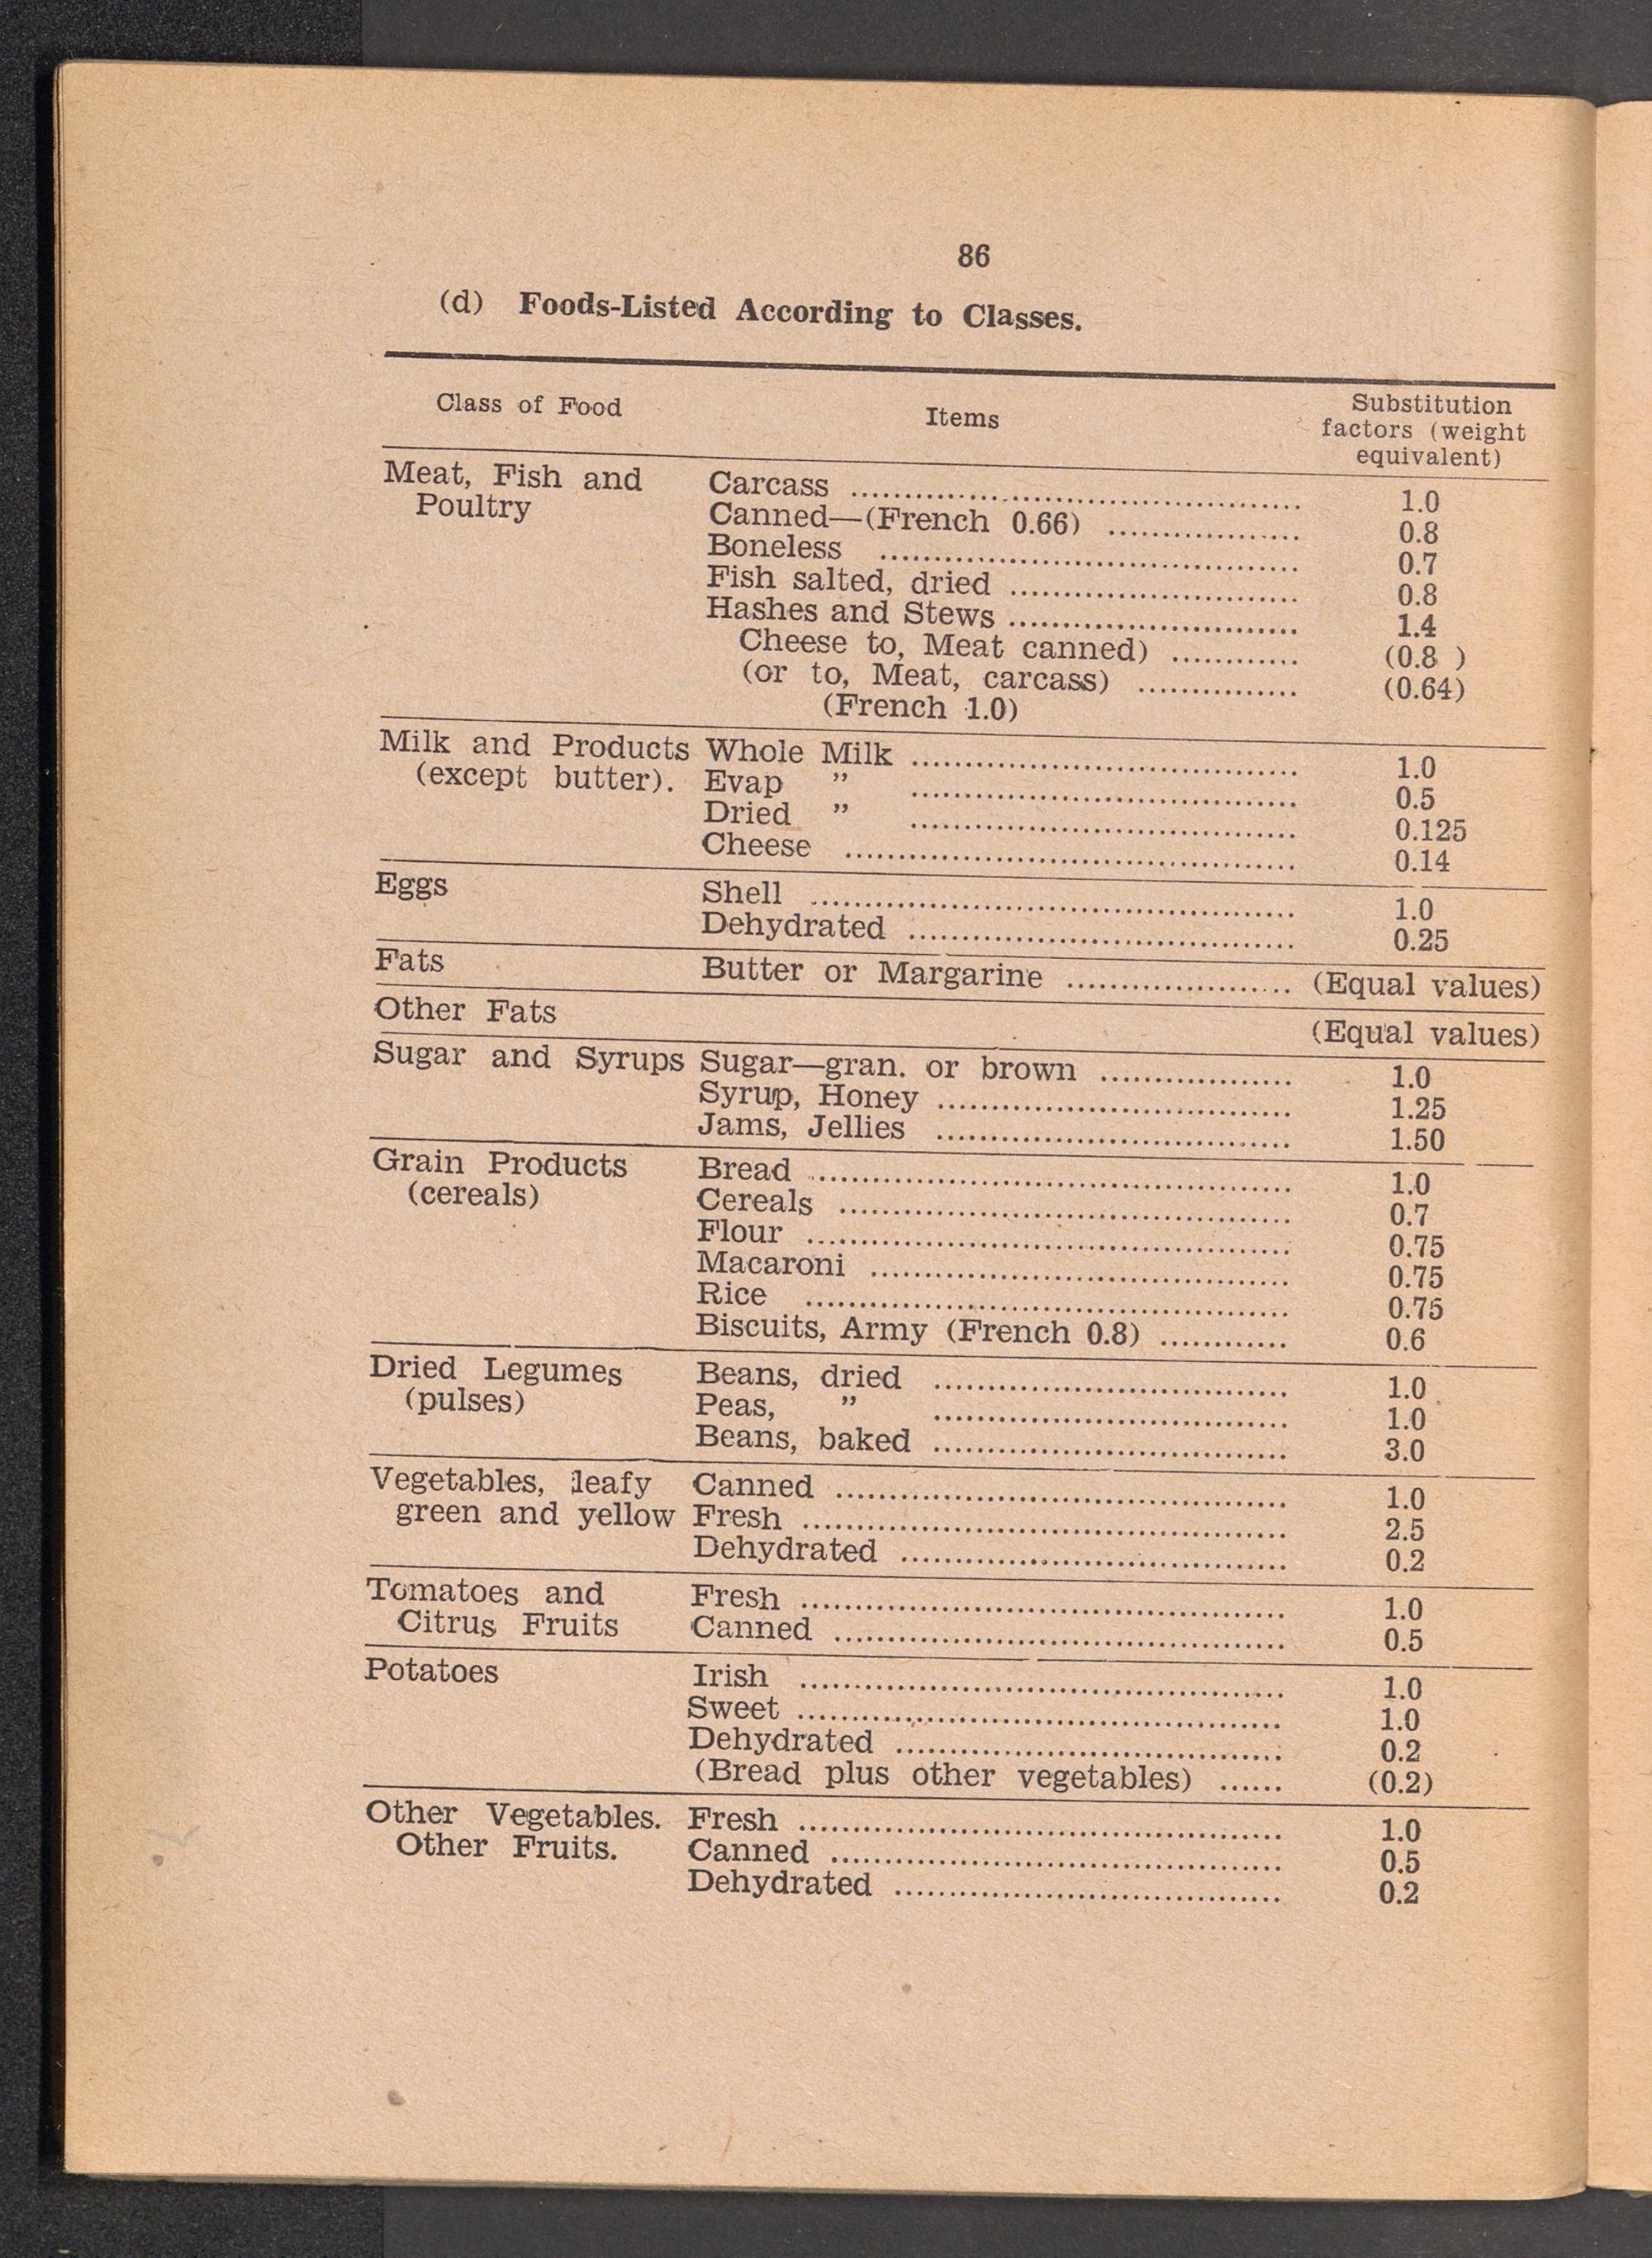 86
(d) Foods-Listed According to Classes.
Class of Food Items Substitution
factors (weight
equivalent)
Meat, Fish and Carcass ........ 1.0
Poultry Canned—(French 0.66) ........ 0.8
Boneless ........ 0.7
Fish salted, dried ........ 0.8
Hashes and Stews ........ 1.4
Cheese to, Meat canned) ........ (0.8 )
(or to, Meat, carcass) ........ (0.64)
(French 1.0)
Milk and Products Whole Milk ........ 1.0
(except butter). Evap ” ........ 0.5
Dried ” ........ 0.125
Cheese ........ 0.14
Eggs Shell ........ 1.0
Dehydrated ........ 0.25
Fats Butter or Margarine ........ (Equal values)
Other Fats (Equal values)
Sugar and Syrups Sugar—gran. or brown ........ 1.0
Syrup, Honey ........ 1.25
Jams, Jellies ........ 1.50
Grain Products Bread ........ 1.0
(cereals) Cereals ........ 0.7
Flour ........ 0.75
Macaroni ........ 0.75
Rice ........ 0.75
Biscuits, Army (French 0.8) ........ 0.6
Dried Legumes Beans, dried ........ 1.0
(pulses) Peas, ” ........ 1.0
Beans, baked ........ 3.0
Vegetables, leafy Canned ........ 1.0
green and yellow Fresh ........ 2.5
Dehydrated ........ 0.2
Tomatoes and Fresh ........ 1.0
Citrus Fruits Canned ........ 0.5
Potatoes Irish ........ 1.0
Sweet ........ 1.0
Dehydrated ........ 0.2
(Bread plus other vegetables) ...... (0.2)
Other Vegetables. Fresh ........ 1.0
Other Fruits. Canned ........ 0.5
Dehydrated ........ 0.2